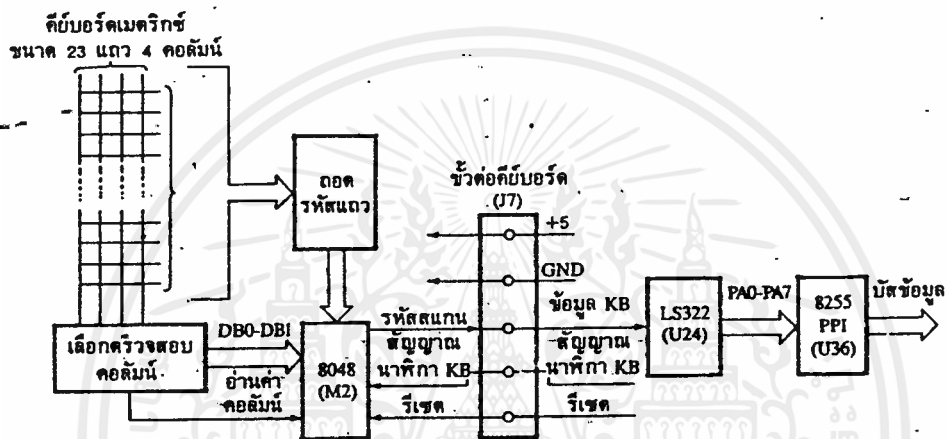 คีย์บอร์ดเมตริกซ์
ขนาด 23 แถว 4 คอลัมน์
ถอด
รหัสแถว
ขั้วต่อคีย์บอร์ด
(J7)
+5
GND
เลือกตรวจสอบ
คอลัมน์
DB0-DB1
อ่านค่า
คอลัมน์
8048
(M2)
รหัสสแกน
สัญญาณ
นาฬิกา KB
รีเซต
ข้อมูล KB
สัญญาณ
นาฬิกา KB
รีเซต
LS322
(U24)
PA0-PA7
8255
PPI
(U36)
บัสข้อมูล